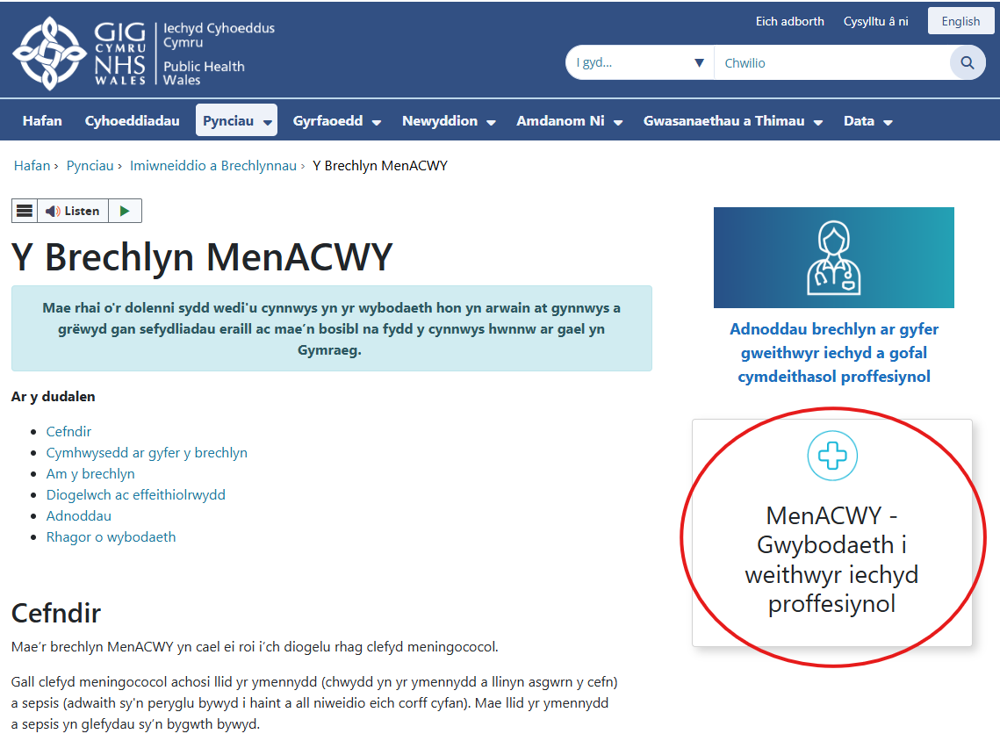 GIG
CYMRU
NHS
WALES
Iechyd Cyhoeddus
Cymru
Public Health
Wales
Eich adborth
Cysylltu â ni
English
I gyd...
Chwilio
Hafan
Cyhoeddiadau
Pynciau
Gyrfaoedd
Newyddion
Amdanom Ni
Gwasanaethau a Thimau
Data
Hafan › Pynciau › Imiwneiddio a Brechlynnau › Y Brechlyn MenACWY
Listen
Y Brechlyn MenACWY
Mae rhai o'r dolenni sydd wedi'u cynnwys yn yr wybodaeth hon yn arwain at gynnwys a
grëwyd gan sefydliadau eraill ac mae’n bosibl na fydd y cynnwys hwnnw ar gael yn
Gymraeg.
Ar y dudalen
Cefndir
Cymhwysedd ar gyfer y brechlyn
Am y brechlyn
Diogelwch ac effeithiolrwydd
Adnoddau
Rhagor o wybodaeth
Cefndir
Mae’r brechlyn MenACWY yn cael ei roi i’ch diogelu rhag clefyd meningococol.
Gall clefyd meningococol achosi llid yr ymennydd (chwydd yn yr ymennydd a llinyn asgwrn y cefn)
a sepsis (adwaith sy'n peryglu bywyd i haint a all niweidio eich corff cyfan). Mae llid yr ymennydd
a sepsis yn glefydau sy’n bygwth bywyd.
Adnoddau brechlyn ar gyfer
gweithwyr iechyd a gofal
cymdeithasol proffesiynol
MenACWY -
Gwybodaeth i
weithwyr iechyd
proffesiynol